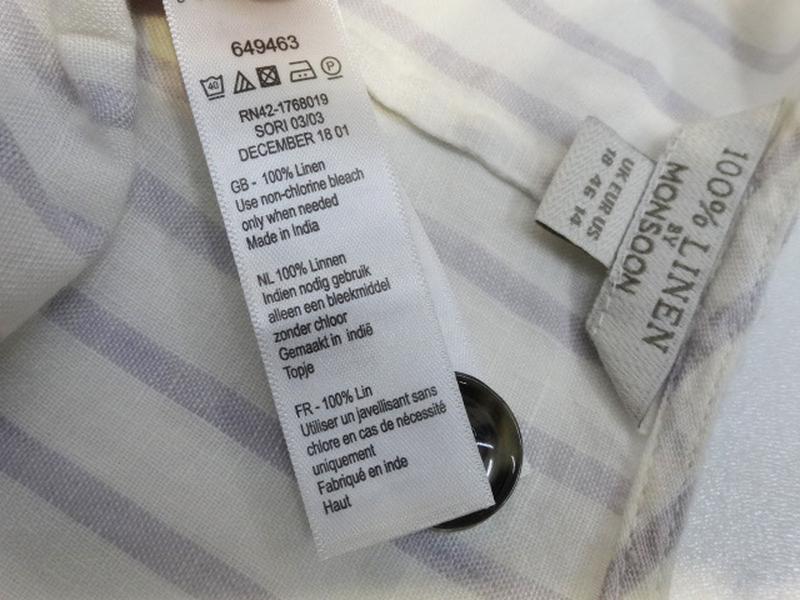 649463
40
P
RN42-1768019
SORI 03/03
DECEMBER 18 01
GB - 100% Linen
Use non-chlorine bleach
only when needed
Made in India
NL 100% Linnen
Indien nodig gebruik
alleen een bleekmiddel
zonder chloor
Gemaakt in indië
Topje
FR - 100% Lin
Utiliser un javellisant sans
chlore en cas de nécessité
uniquement
Fabriqué en inde
Haut
100% LINEN
BY
MONSOON
UK EUR US
18 46 14